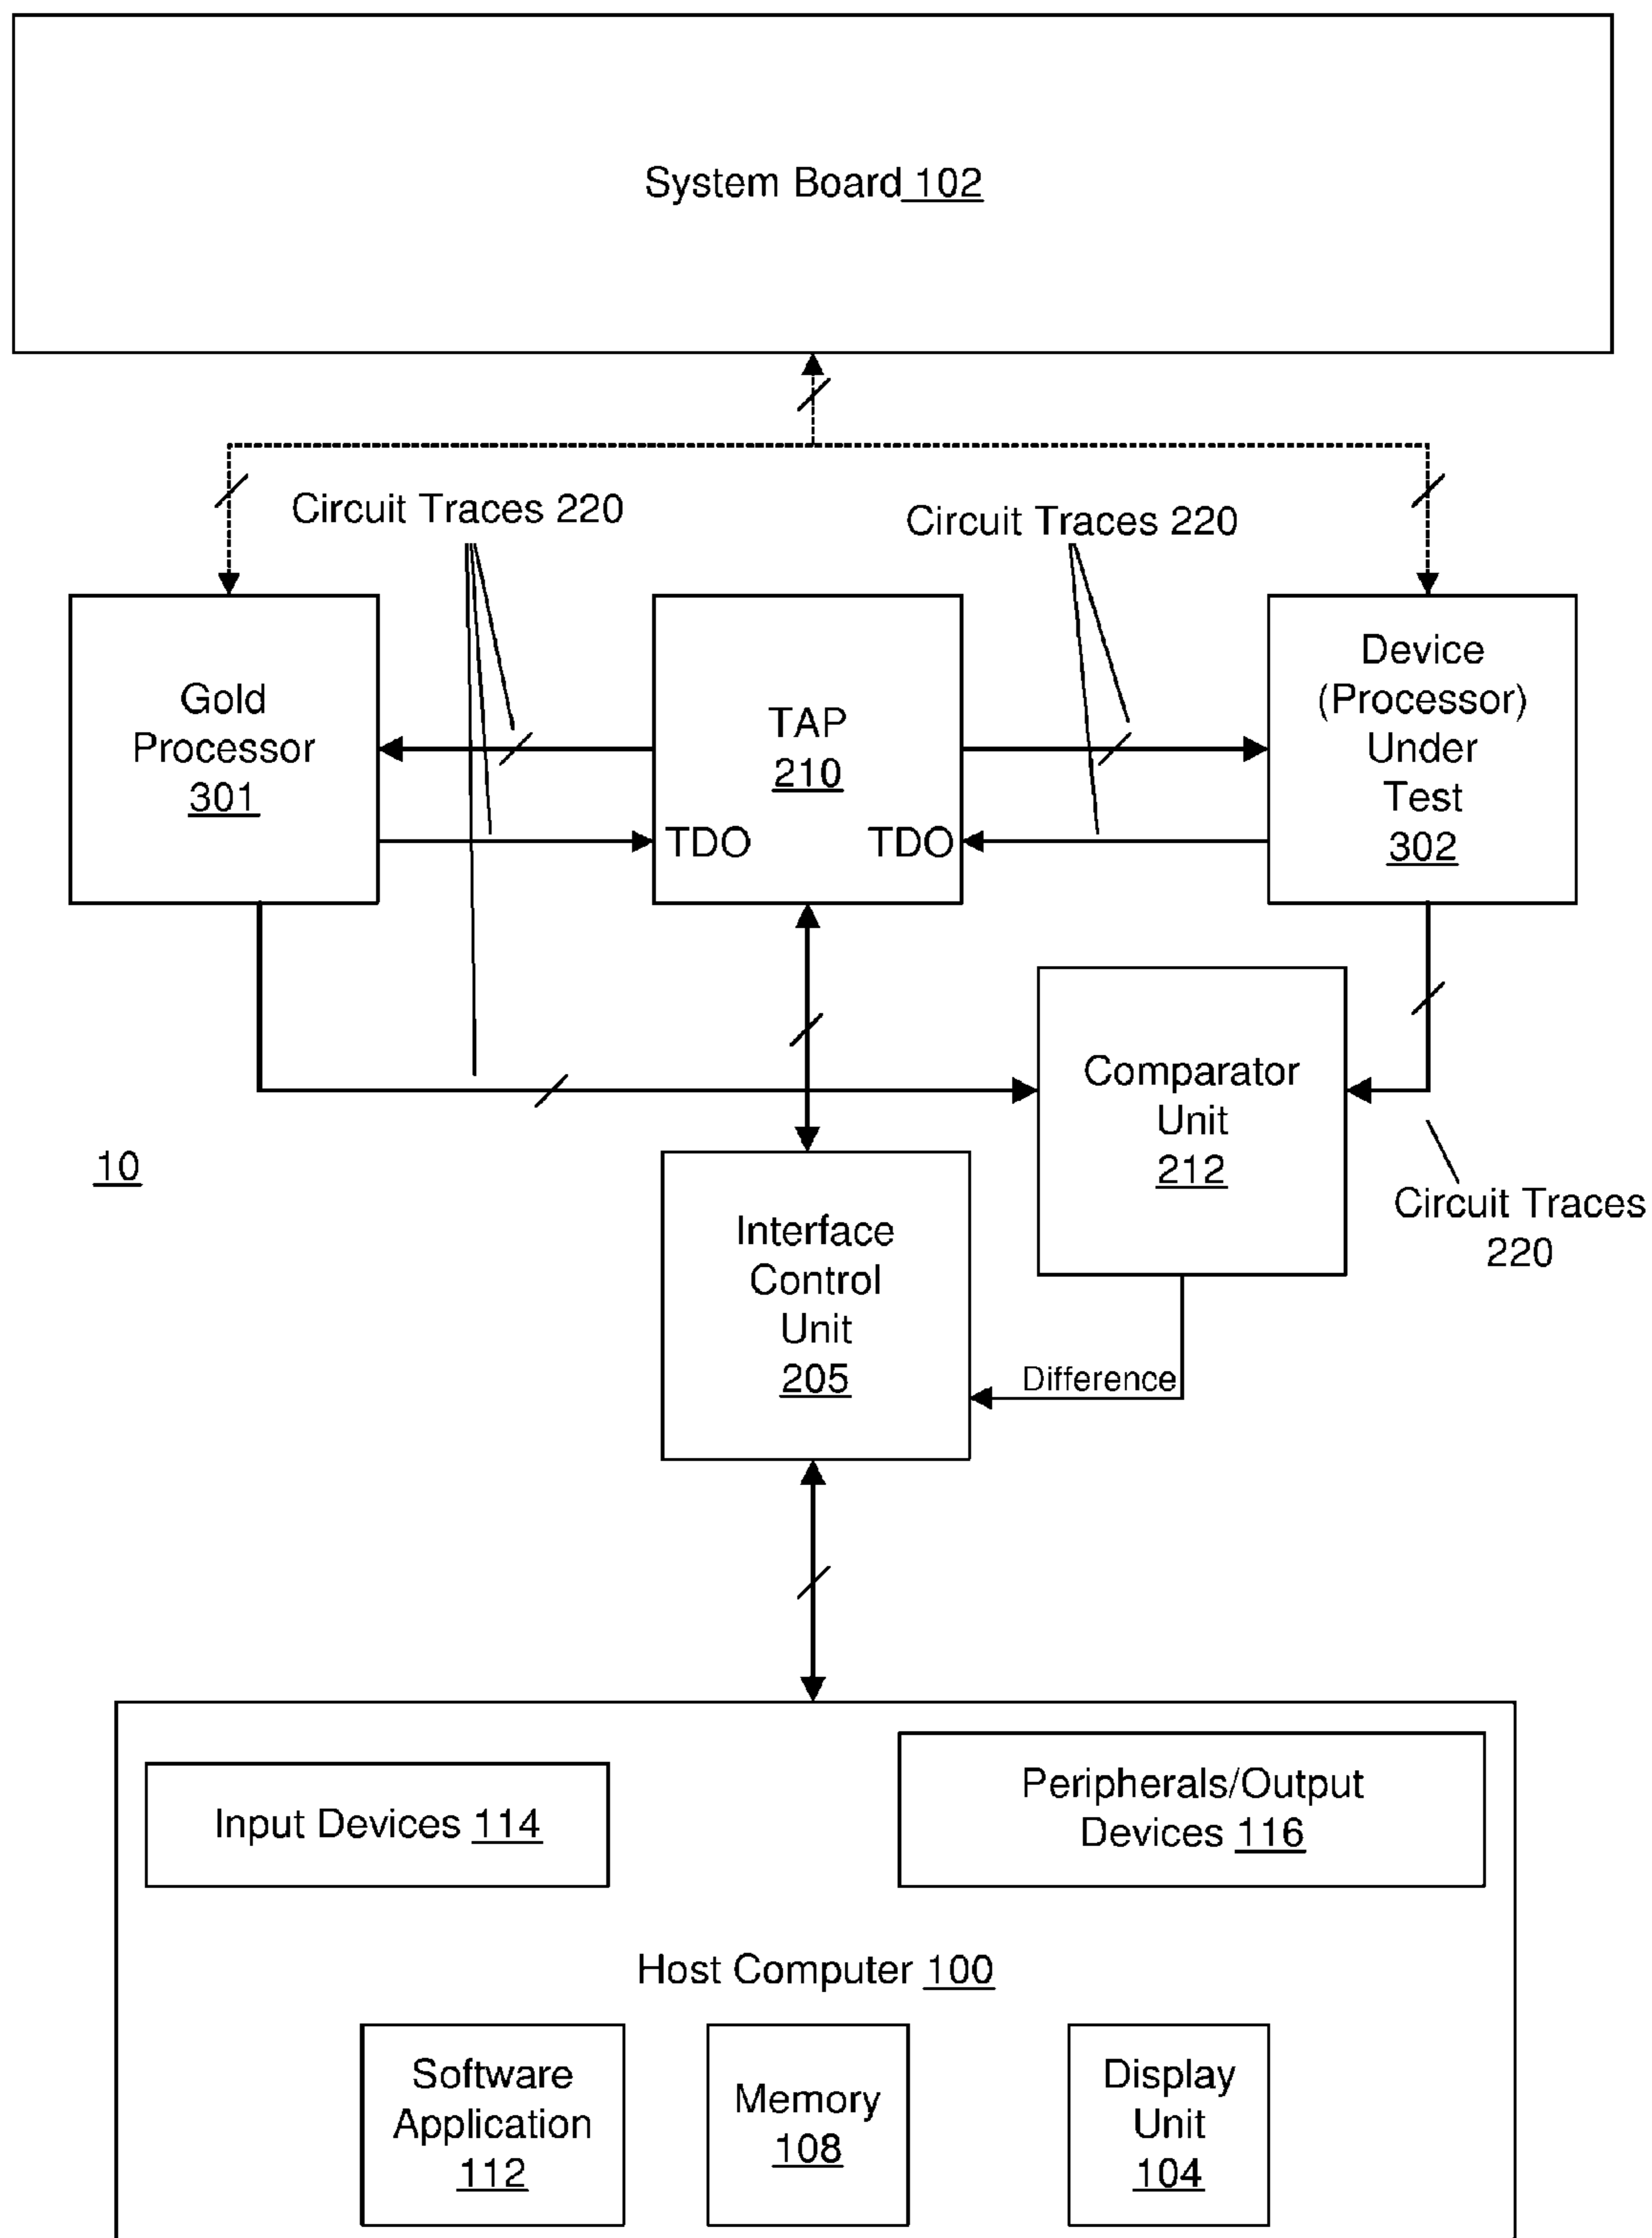 System Board 102
Circuit Traces 220
Circuit Traces 220
Gold
Processor
301
TAP
210
TDO
TDO
Device
(Processor)
Under
Test
302
Comparator
Unit
212
10
Circuit Traces
220
Interface
Control
Unit
205
Difference
Input Devices 114
Peripherals/Output
Devices 116
Host Computer 100
Software
Application
112
Memory
108
Display
Unit
104